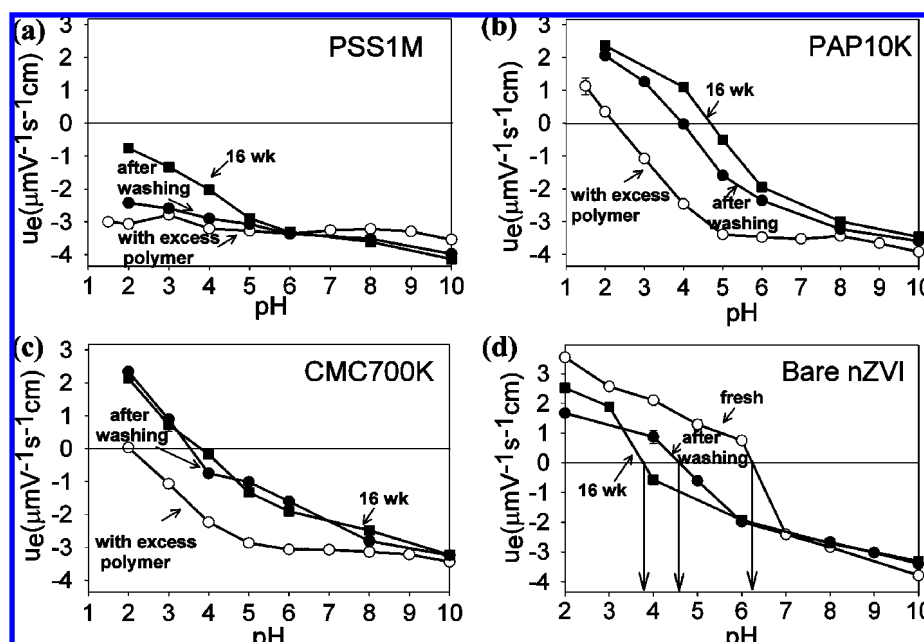 (a)
PSS1M
3
2
1
0
-1
-2
-3
-4
ue(μmV-1s-1cm)
16 wk
after
washing
with excess
polymer
1 2 3 4 5 6 7 8 9 10
pH
(b)
PAP10K
3
2
1
0
-1
-2
-3
-4
ue(μmV-1s-1cm)
16 wk
with excess
polymer
after
washing
1 2 3 4 5 6 7 8 9 10
pH
(c)
CMC700K
3
2
1
0
-1
-2
-3
-4
ue(μmV-1s-1cm)
after
washing
16 wk
with excess
polymer
1 2 3 4 5 6 7 8 9 10
pH
(d)
Bare nZVI
3
2
1
0
-1
-2
-3
-4
ue(μmV-1s-1cm)
fresh
after
washing
16 wk
2 3 4 5 6 7 8 9 10
pH